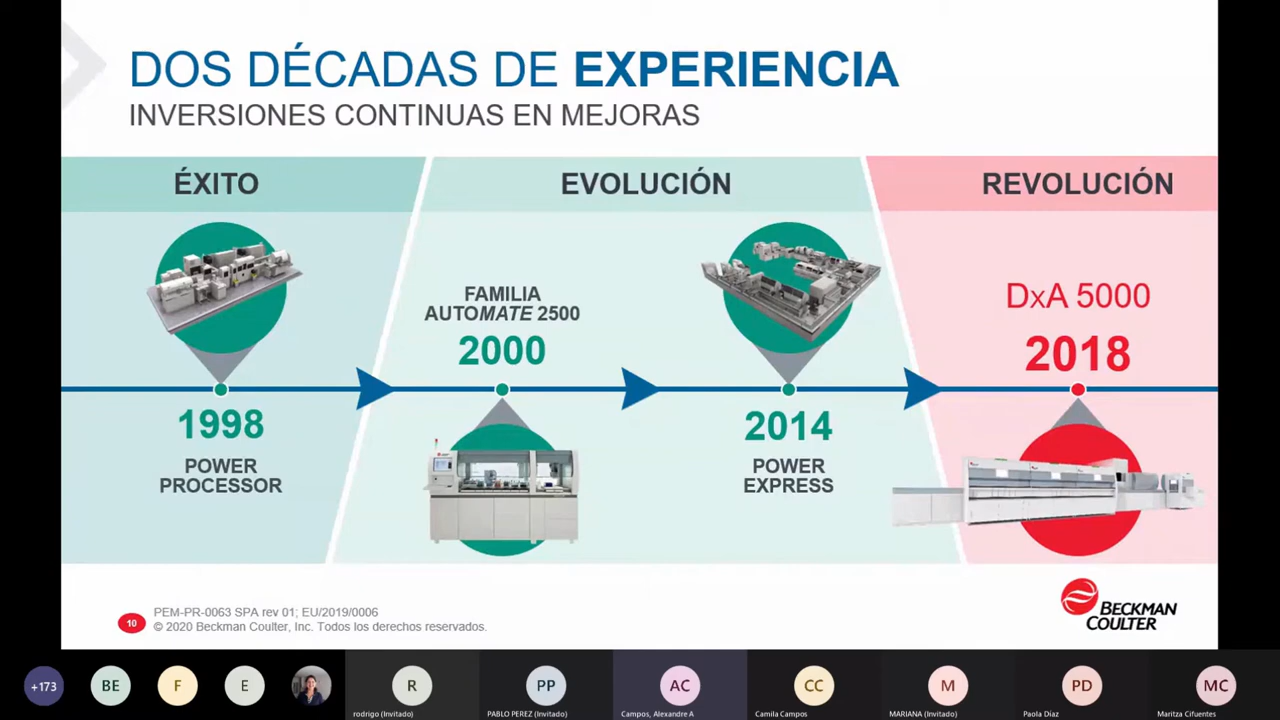 DOS DÉCADAS DE EXPERIENCIA
INVERSIONES CONTINUAS EN MEJORAS
ÉXITO
EVOLUCIÓN
REVOLUCIÓN
FAMILIA
AUTOMATE 2500
2000
DxA 5000
2018
1998
POWER
PROCESSOR
2014
POWER
EXPRESS
10
PEM-PR-0063 SPA rev 01; EU/2019/0006
© 2020 Beckman Coulter, Inc. Todos los derechos reservados.
BECKMAN
COULTER
+173
BE
F
E
R
rodrigo (Invitado)
PP
PABLO PEREZ (Invitado)
AC
Campos, Alexandre A
CC
Camila Campos
M
MARIANA (Invitado)
PD
Paola Díaz
MC
Maritza Cifuentes